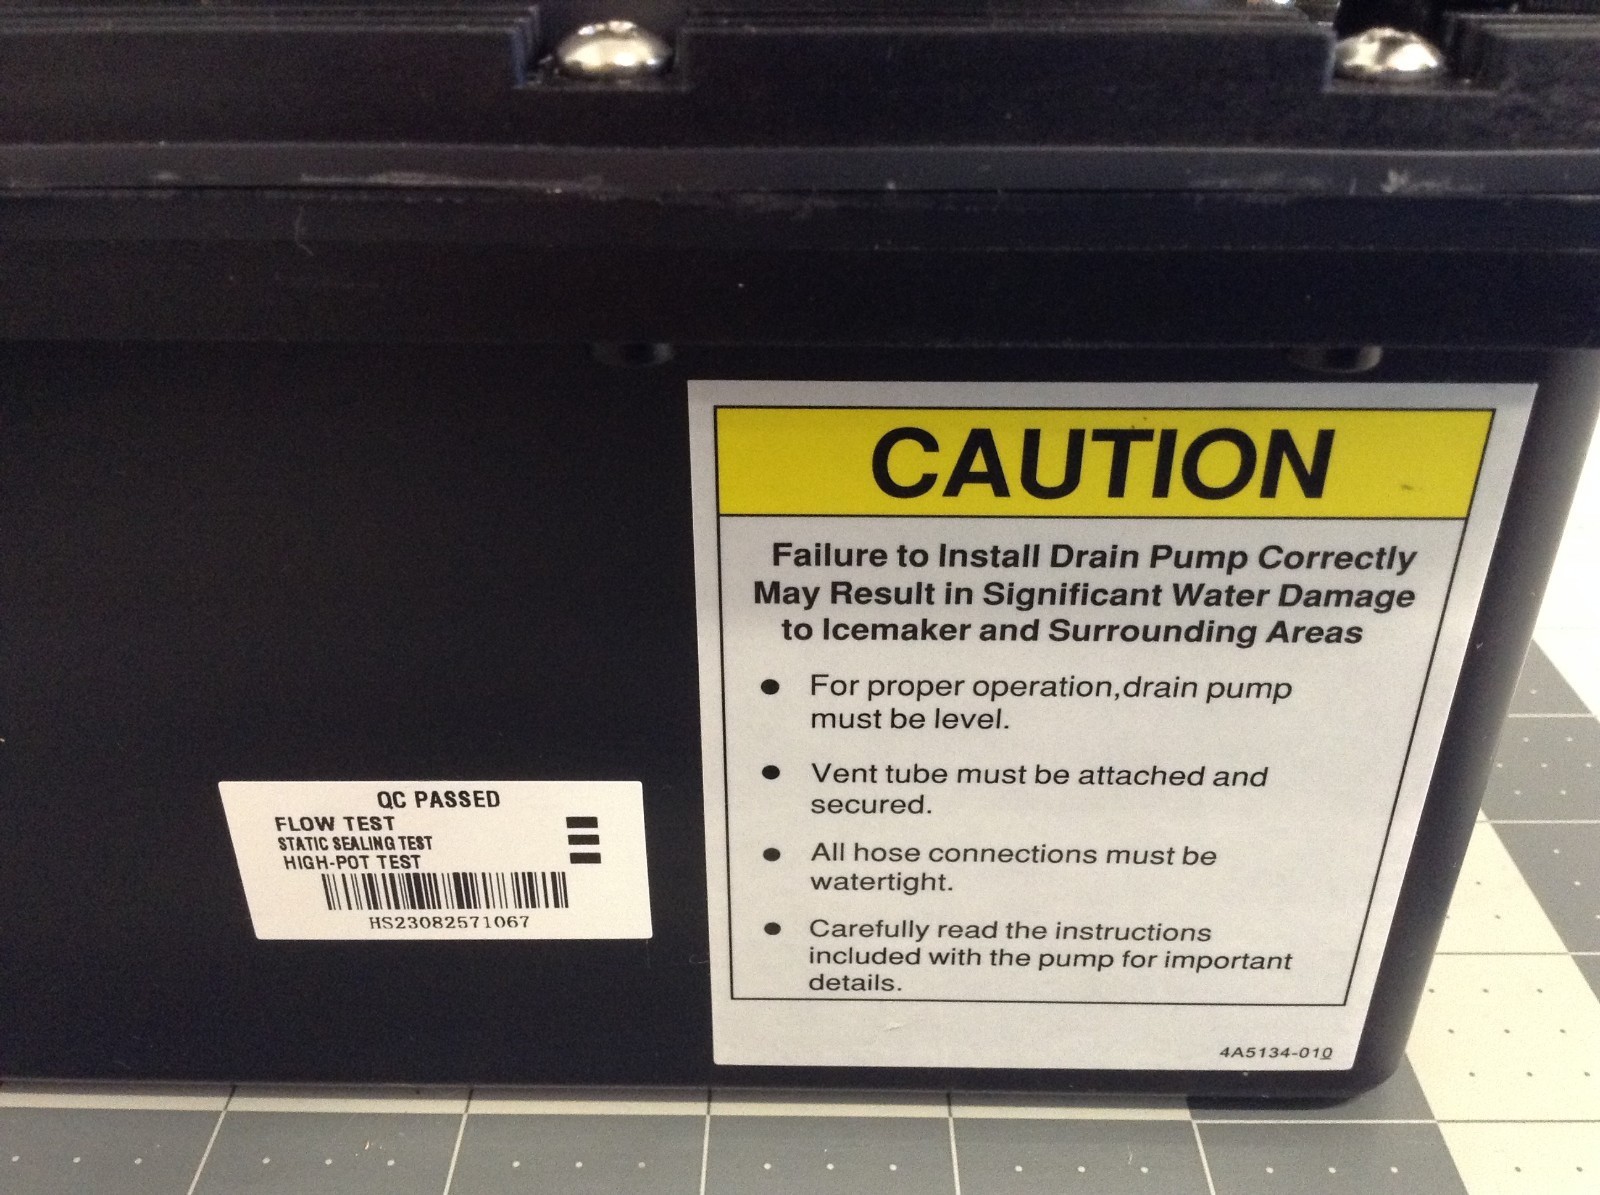 CAUTION
Failure to Install Drain Pump Correctly
May Result in Significant Water Damage
to Icemaker and Surrounding Areas
● For proper operation,drain pump
must be level.
● Vent tube must be attached and
secured.
● All hose connections must be
watertight.
● Carefully read the instructions
included with the pump for important
details.
4A5134-010
QC PASSED
FLOW TEST
STATIC SEALING TEST
HIGH-POT TEST
HS23082571067